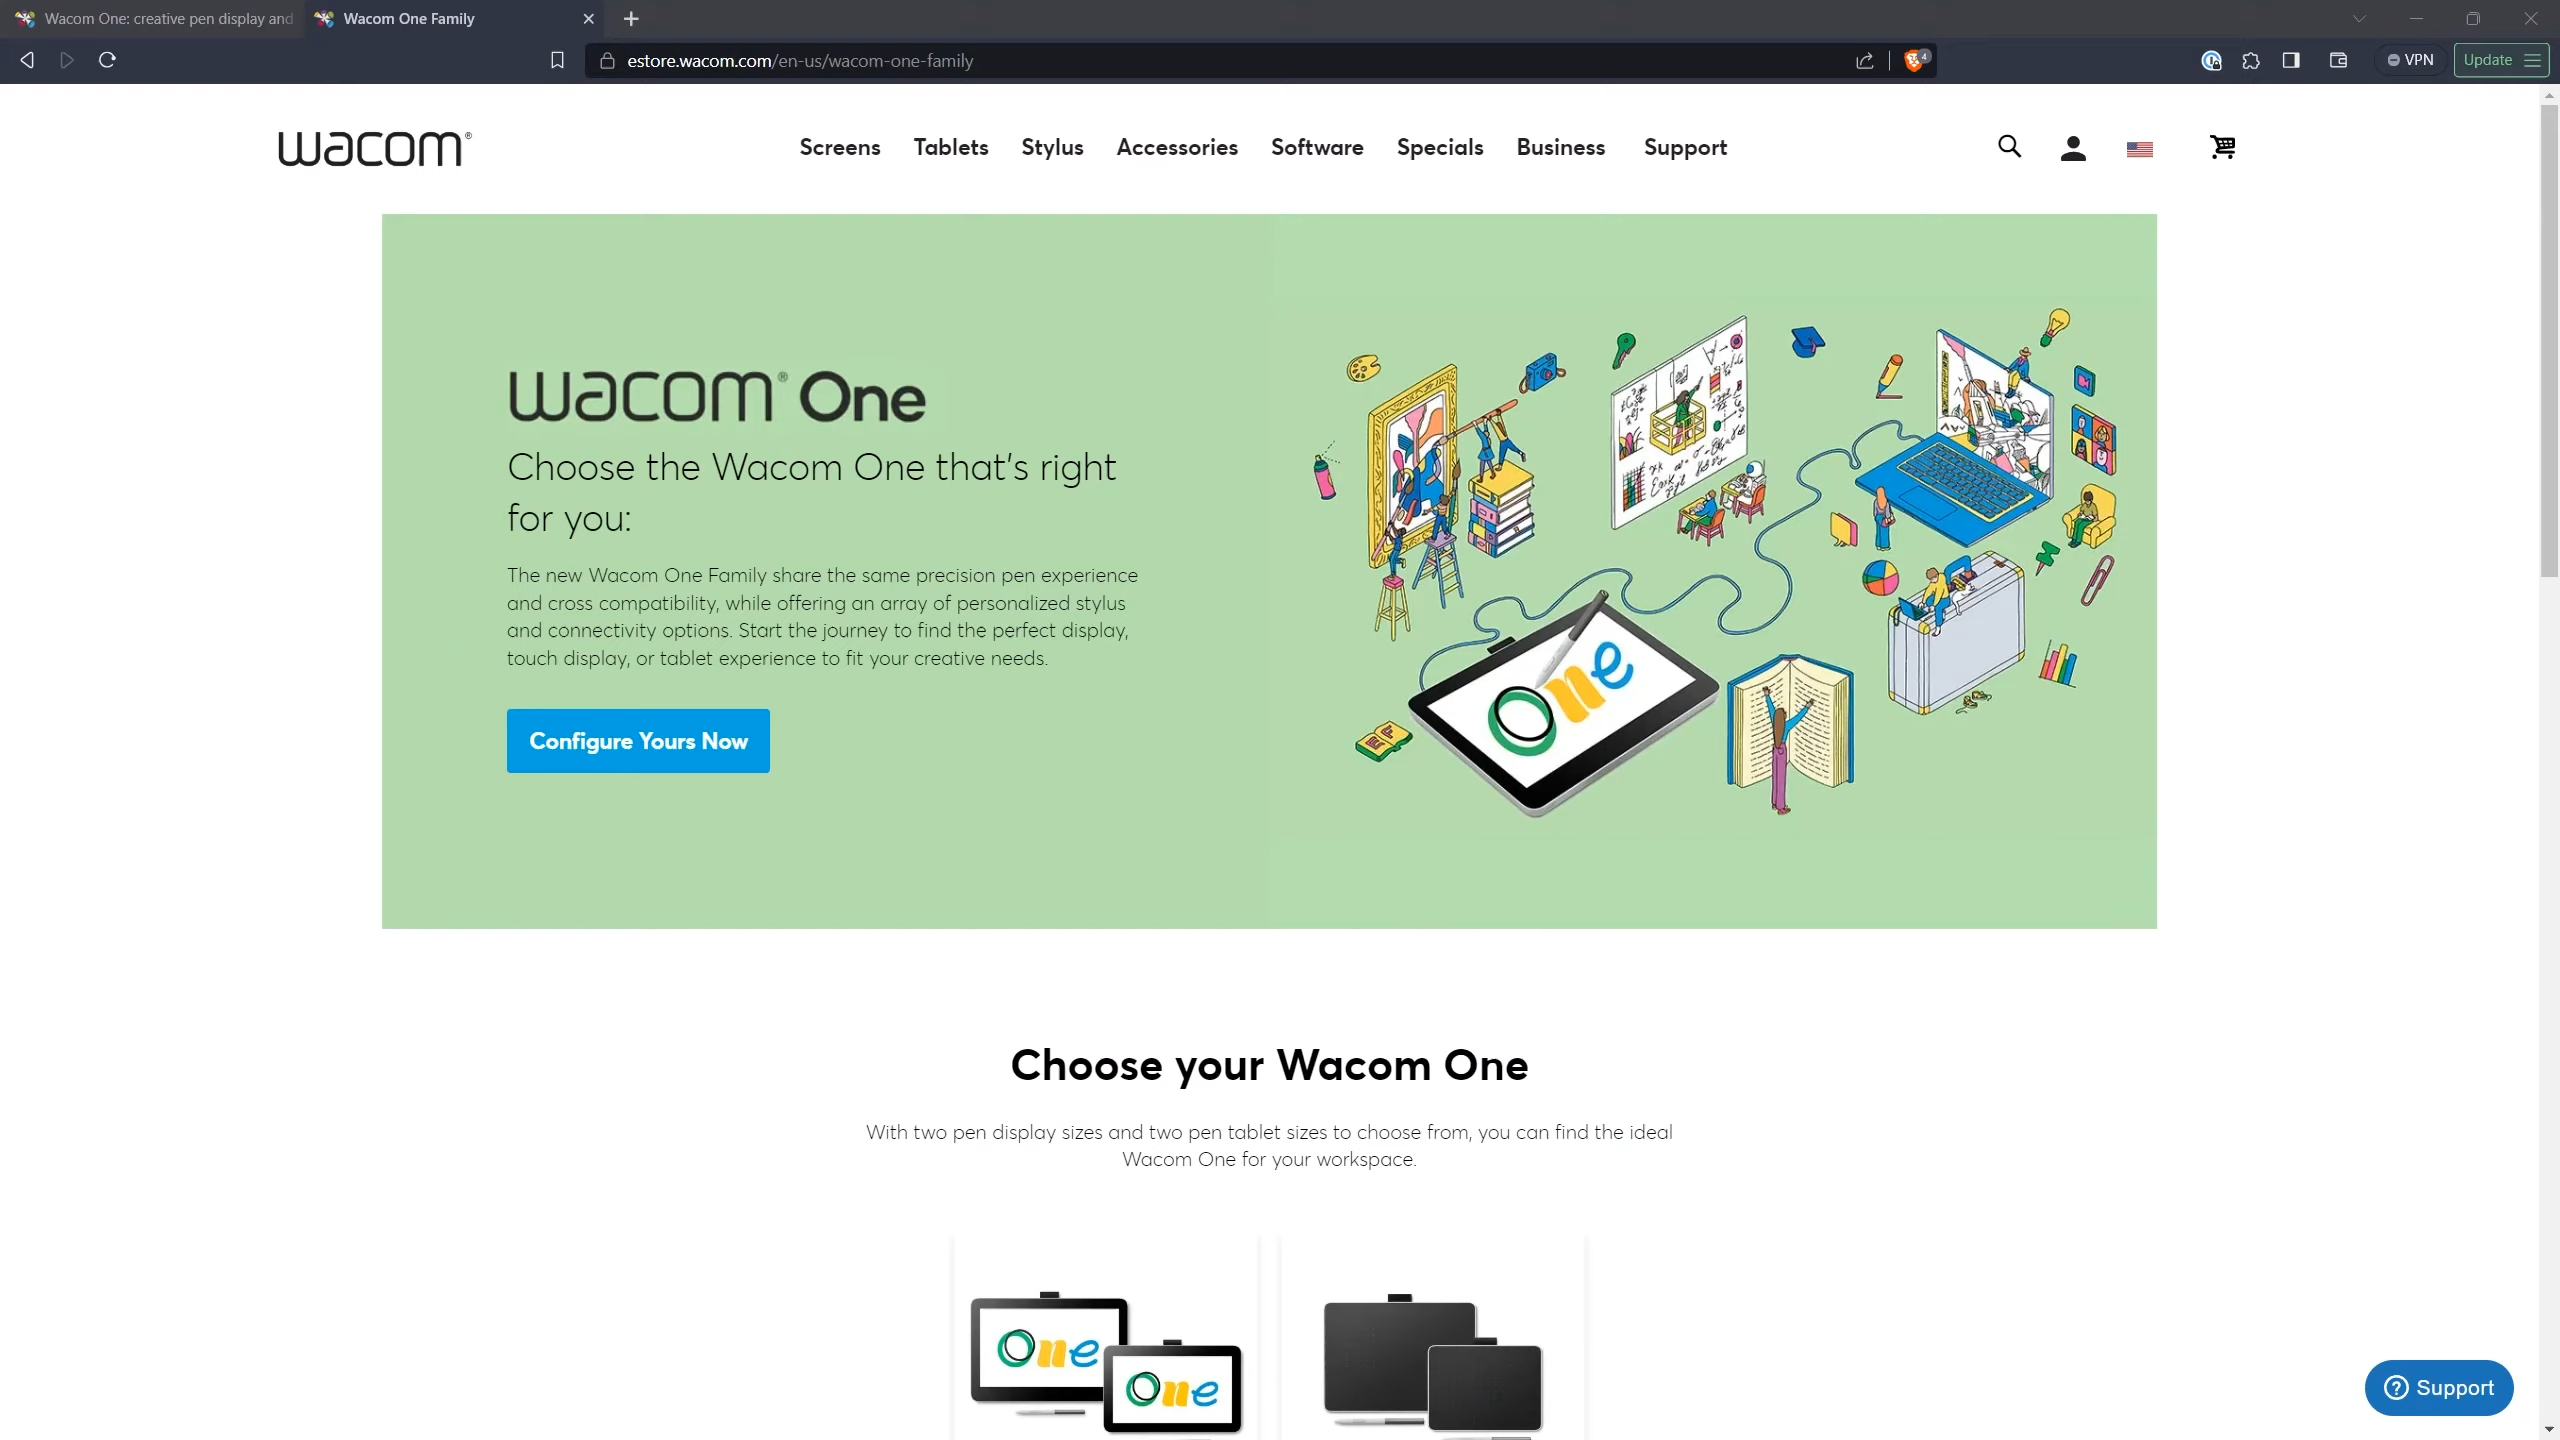 Wacom One: creative pen display and
Wacom One Family
estore.wacom.com/en-us/wacom-one-family
4
VPN
Update
wacom®
Screens
Tablets
Stylus
Accessories
Software
Specials
Business
Support
wacom® One
Choose the Wacom One that's right
for you:
The new Wacom One Family share the same precision pen experience
and cross compatibility, while offering an array of personalized stylus
and connectivity options. Start the journey to find the perfect display,
touch display, or tablet experience to fit your creative needs.
Configure Yours Now
One
Choose your Wacom One
With two pen display sizes and two pen tablet sizes to choose from, you can find the ideal
Wacom One for your workspace.
One
One
Support